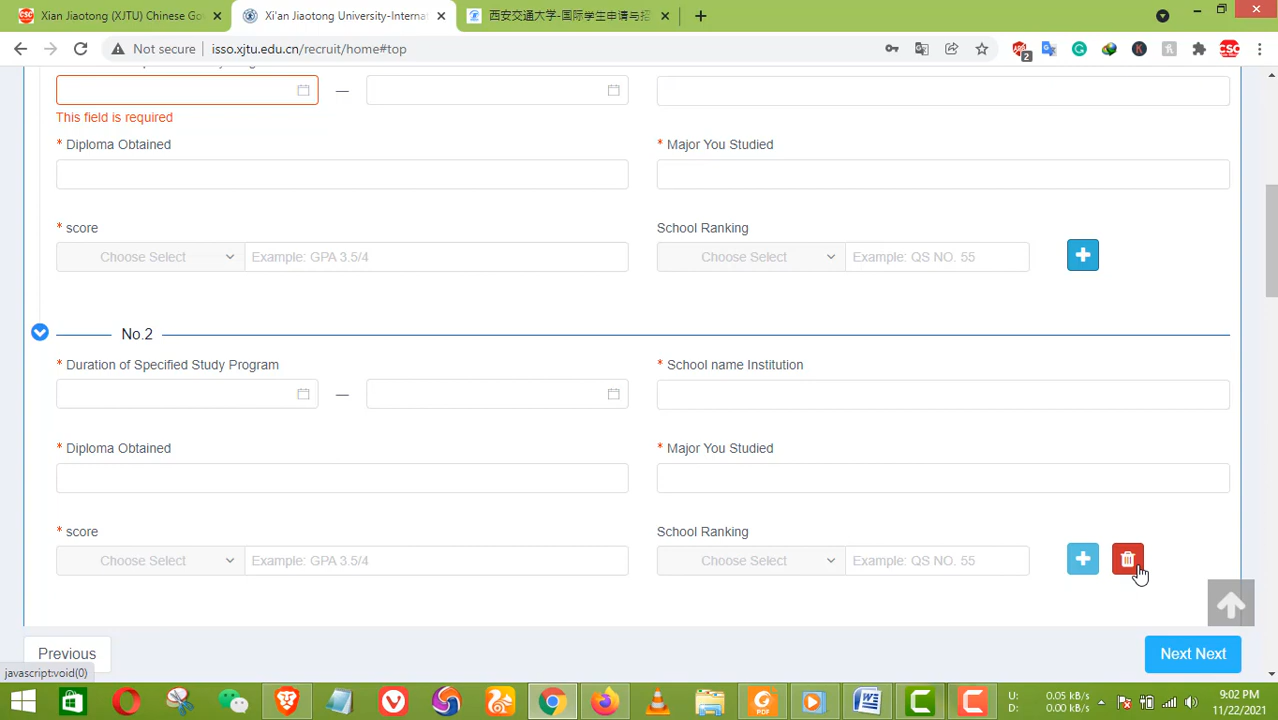 Xian Jiaotong (XJTU) Chinese Gov
Xi'an Jiaotong University-Interna
西安交通大学-国际学生申请与招
Not secure
isso.xjtu.edu.cn/recruit/home#top
2
This field is required
* Diploma Obtained
* Major You Studied
* score
School Ranking
Choose Select
Example: GPA 3.5/4
Choose Select
Example: QS NO. 55
No.2
* Duration of Specified Study Program
* School name Institution
* Diploma Obtained
* Major You Studied
* score
School Ranking
Choose Select
Example: GPA 3.5/4
Choose Select
Example: QS NO. 55
Previous
Next Next
javascript:void(0)
U: 0.05 kB/s
D: 0.00 kB/s
9:02 PM
11/22/2021